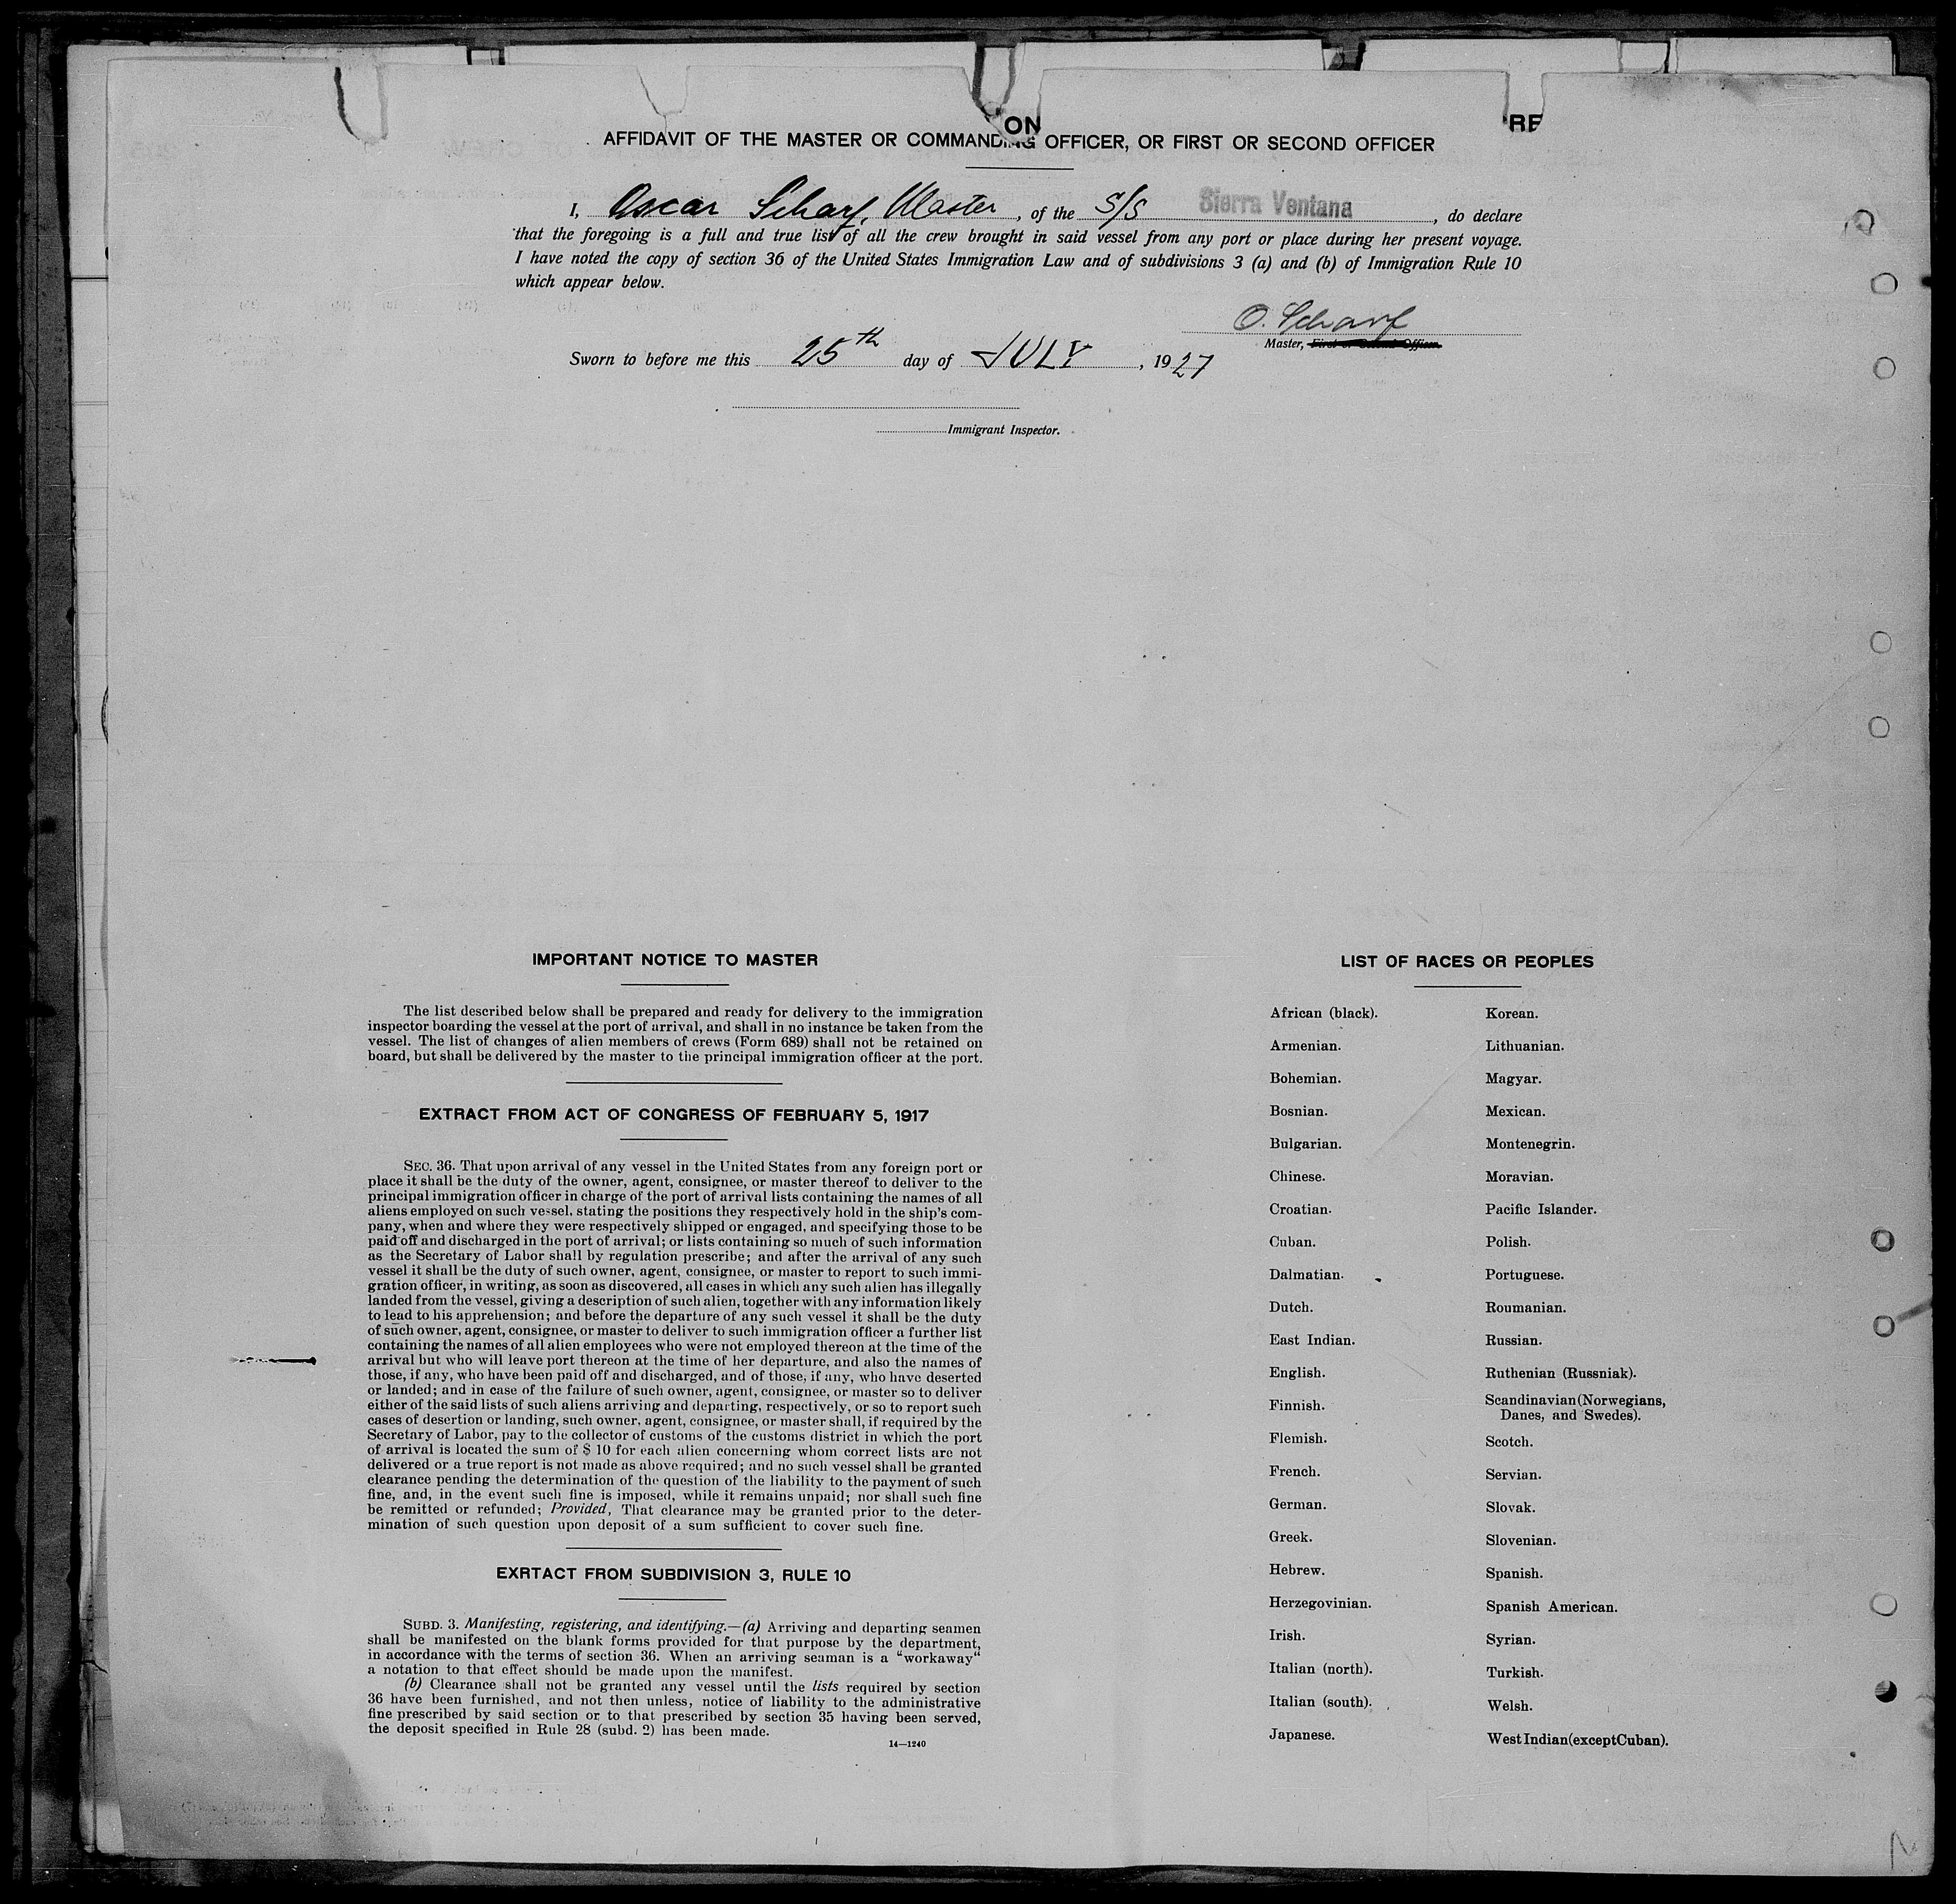 ON
RE
AFFIDAVIT OF THE MASTER OR COMMANDING OFFICER, OR FIRST OR SECOND OFFICER
I, Oscar Scharf, Master, of the S/S Sierra Ventana, do declare
that the foregoing is a full and true list of all the crew brought in said vessel from any port or place during her present voyage.
I have noted the copy of section 36 of the United States Immigration Law and of subdivisions 3 (a) and (b) of Immigration Rule 10
which appear below.
O. Scharf
Master, First or Second Officer.
Sworn to before me this 25th day of JULY, 1927
Immigrant Inspector.
IMPORTANT NOTICE TO MASTER
The list described below shall be prepared and ready for delivery to the immigration
inspector boarding the vessel at the port of arrival, and shall in no instance be taken from the
vessel. The list of changes of alien members of crews (Form 689) shall not be retained on
board, but shall be delivered by the master to the principal immigration officer at the port.
EXTRACT FROM ACT OF CONGRESS OF FEBRUARY 5, 1917
SEC. 36. That upon arrival of any vessel in the United States from any foreign port or
place it shall be the duty of the owner, agent, consignee, or master thereof to deliver to the
principal immigration officer in charge of the port of arrival lists containing the names of all
aliens employed on such vessel, stating the positions they respectively hold in the ship's com-
pany, when and where they were respectively shipped or engaged, and specifying those to be
paid off and discharged in the port of arrival; or lists containing so much of such information
as the Secretary of Labor shall by regulation prescribe; and after the arrival of any such
vessel it shall be the duty of such owner, agent, consignee, or master to report to such immi-
gration officer, in writing, as soon as discovered, all cases in which any such alien has illegally
landed from the vessel, giving a description of such alien, together with any information likely
to lead to his apprehension; and before the departure of any such vessel it shall be the duty
of such owner, agent, consignee, or master to deliver to such immigration officer a further list
containing the names of all alien employees who were not employed thereon at the time of the
arrival but who will leave port thereon at the time of her departure, and also the names of
those, if any, who have been paid off and discharged, and of those, if any, who have deserted
or landed; and in case of the failure of such owner, agent, consignee, or master so to deliver
either of the said lists of such aliens arriving and departing, respectively, or so to report such
cases of desertion or landing, such owner, agent, consignee, or master shall, if required by the
Secretary of Labor, pay to the collector of customs of the customs district in which the port
of arrival is located the sum of $ 10 for each alien concerning whom correct lists are not
delivered or a true report is not made as above required; and no such vessel shall be granted
clearance pending the determination of the question of the liability to the payment of such
fine, and, in the event such fine is imposed, while it remains unpaid; nor shall such fine
be remitted or refunded; Provided, That clearance may be granted prior to the deter-
mination of such question upon deposit of a sum sufficient to cover such fine.
EXRTACT FROM SUBDIVISION 3, RULE 10
SUBD. 3. Manifesting, registering, and identifying.—(a) Arriving and departing seamen
shall be manifested on the blank forms provided for that purpose by the department,
in accordance with the terms of section 36. When an arriving seaman is a "workaway"
a notation to that effect should be made upon the manifest.
(b) Clearance shall not be granted any vessel until the lists required by section
36 have been furnished, and not then unless, notice of liability to the administrative
fine prescribed by said section or to that prescribed by section 35 having been served,
the deposit specified in Rule 28 (subd. 2) has been made.
14—1240
LIST OF RACES OR PEOPLES
African (black).
Armenian.
Bohemian.
Bosnian.
Bulgarian.
Chinese.
Croatian.
Cuban.
Dalmatian.
Dutch.
East Indian.
English.
Finnish.
Flemish.
French.
German.
Greek.
Hebrew.
Herzegovinian.
Irish.
Italian (north).
Italian (south).
Japanese.
Korean.
Lithuanian.
Magyar.
Mexican.
Montenegrin.
Moravian.
Pacific Islander.
Polish.
Portuguese.
Roumanian.
Russian.
Ruthenian (Russniak).
Scandinavian (Norwegians,
Danes, and Swedes).
Scotch.
Servian.
Slovak.
Slovenian.
Spanish.
Spanish American.
Syrian.
Turkish.
Welsh.
West Indian (except Cuban).